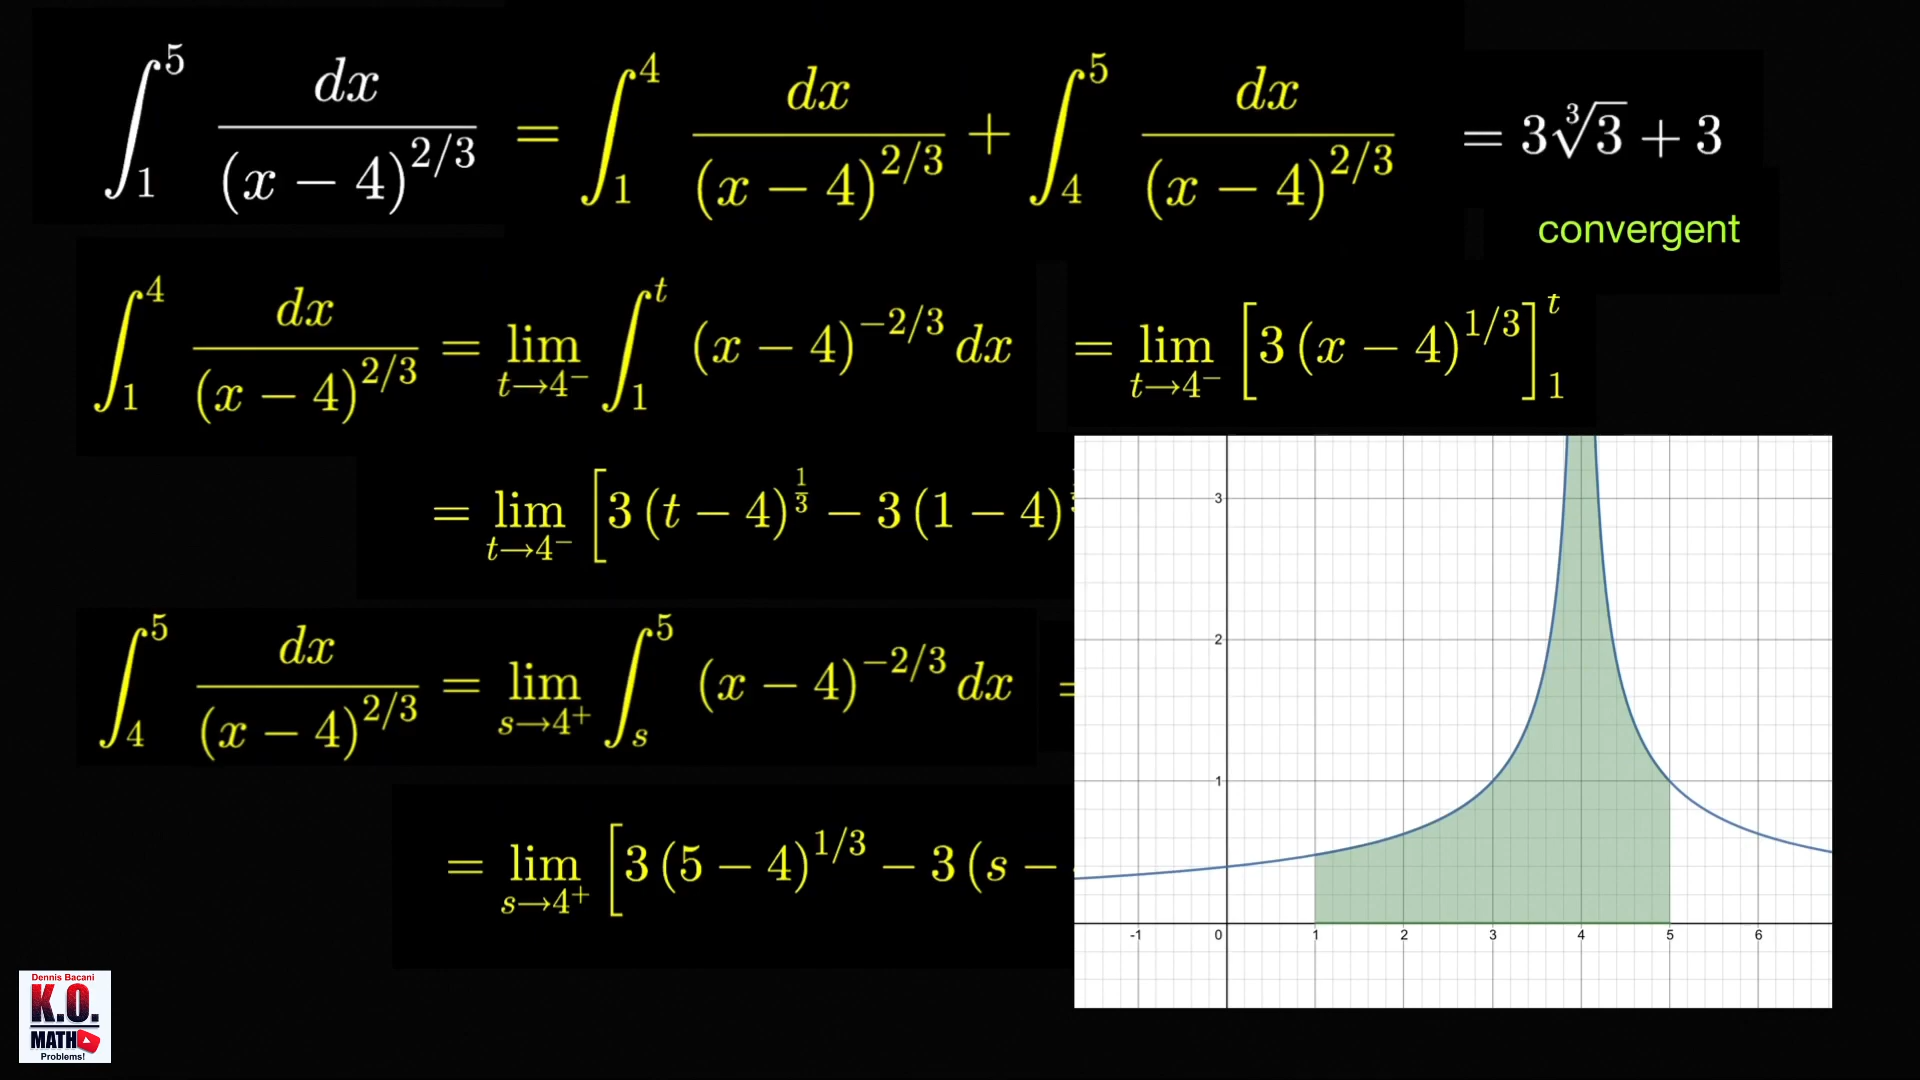 ∫₁⁵ dx/(x − 4)^{2/3} = ∫₁⁴ dx/(x − 4)^{2/3} + ∫₄⁵ dx/(x − 4)^{2/3} = 3∛3 + 3
convergent
∫₁⁴ dx/(x − 4)^{2/3} = lim_{t→4⁻} ∫₁ᵗ (x − 4)^{−2/3} dx = lim_{t→4⁻} [3 (x − 4)^{1/3}]₁ᵗ
= lim_{t→4⁻} [3 (t − 4)^{1/3} − 3 (1 − 4)
∫₄⁵ dx/(x − 4)^{2/3} = lim_{s→4⁺} ∫ₛ⁵ (x − 4)^{−2/3} dx =
= lim_{s→4⁺} [3 (5 − 4)^{1/3} − 3 (s −
3
2
1
-1 0 1 2 3 4 5 6
Dennis Bacani
K.O.
MATH
Problems!